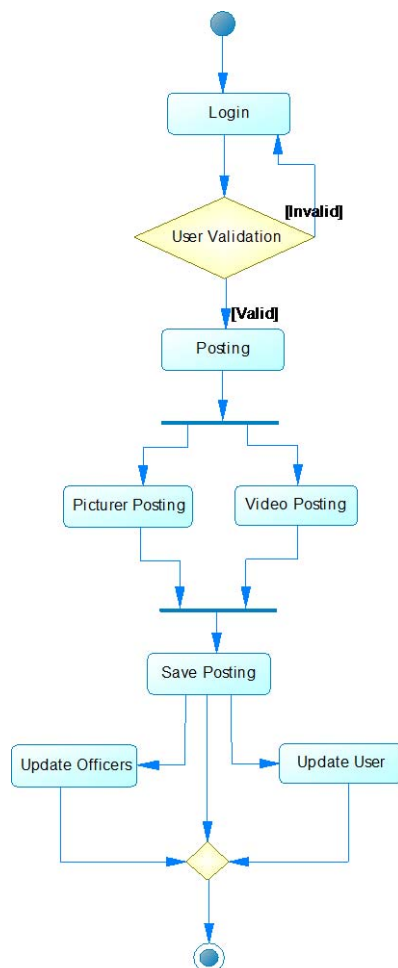 Login
[Invalid]
User Validation
[Valid]
Posting
Picturer Posting
Video Posting
Save Posting
Update Officers
Update User